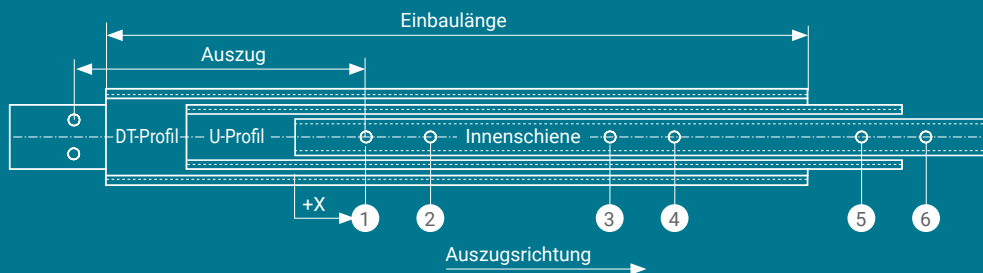 Einbaulänge
Auszug
DT-Profil U-Profil Innenschiene
+X 1 2 3 4 5 6
Auszugsrichtung